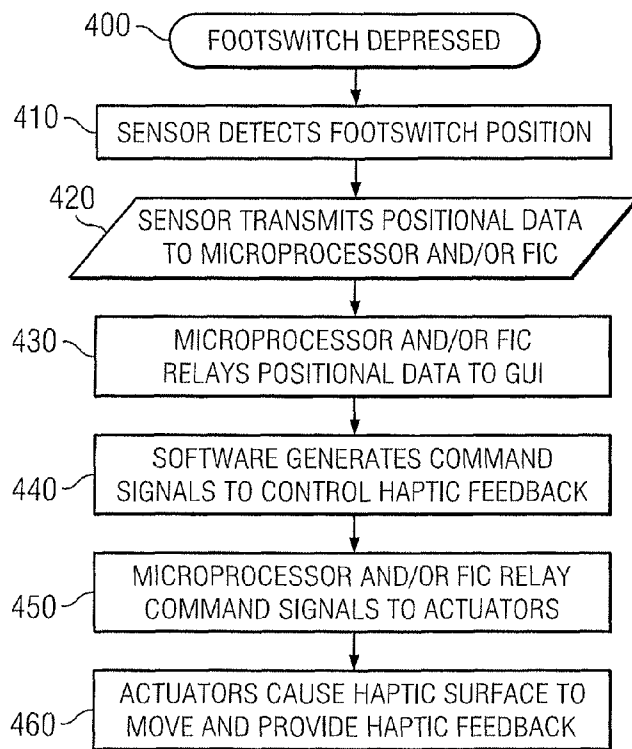 400
FOOTSWITCH DEPRESSED
410
SENSOR DETECTS FOOTSWITCH POSITION
420
SENSOR TRANSMITS POSITIONAL DATA
TO MICROPROCESSOR AND/OR FIC
430
MICROPROCESSOR AND/OR FIC
RELAYS POSITIONAL DATA TO GUI
440
SOFTWARE GENERATES COMMAND
SIGNALS TO CONTROL HAPTIC FEEDBACK
450
MICROPROCESSOR AND/OR FIC RELAY
COMMAND SIGNALS TO ACTUATORS
460
ACTUATORS CAUSE HAPTIC SURFACE TO
MOVE AND PROVIDE HAPTIC FEEDBACK